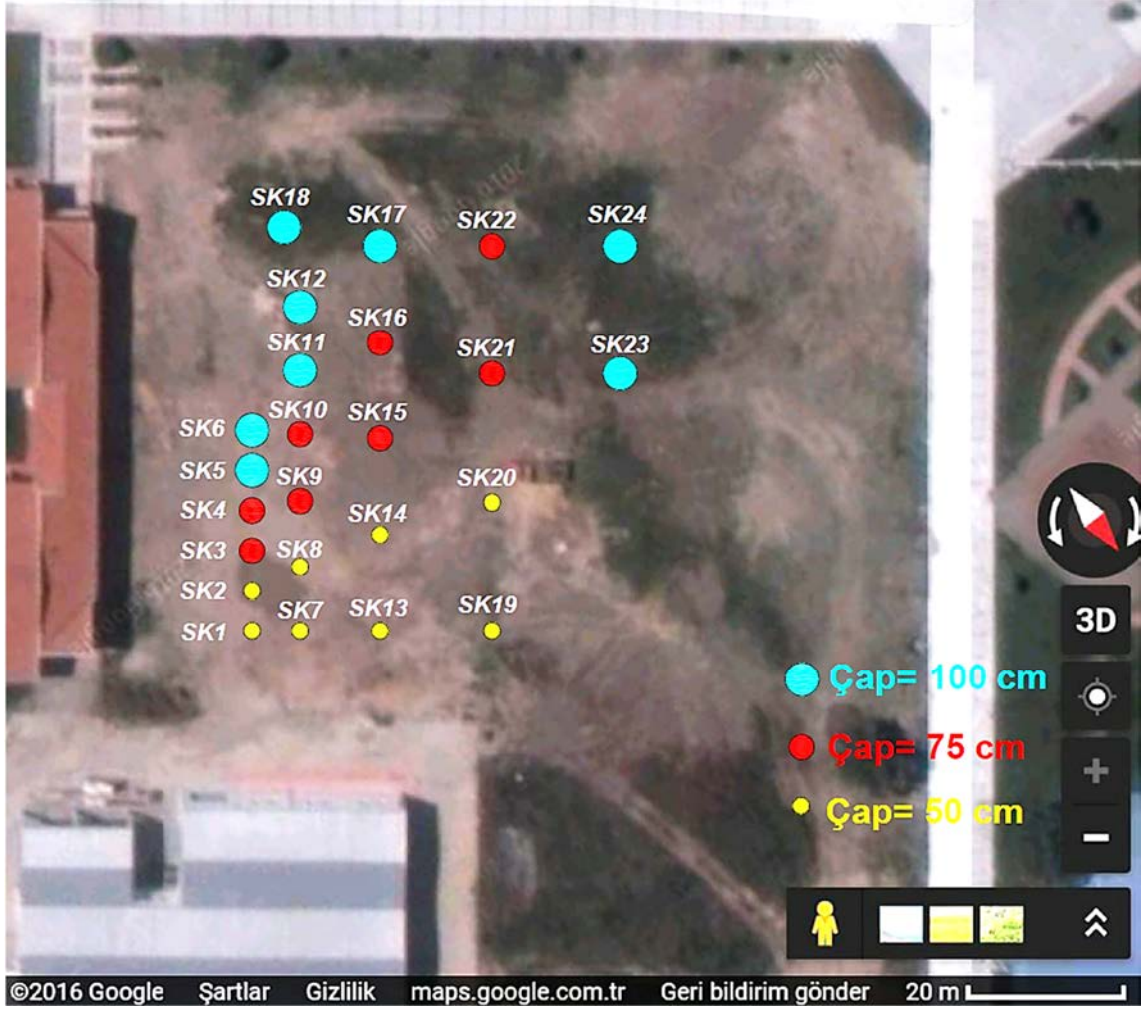 SK18
SK17
SK22
SK24
SK12
SK16
SK11
SK21
SK23
SK10
SK15
SK6
SK5
SK9
SK20
SK4
SK14
SK3
SK8
SK2
SK7
SK13
SK19
SK1
3D
Çap= 100 cm
Çap= 75 cm
Çap= 50 cm
©2016 Google Şartlar Gizlilik maps.google.com.tr Geri bildirim gönder 20 m